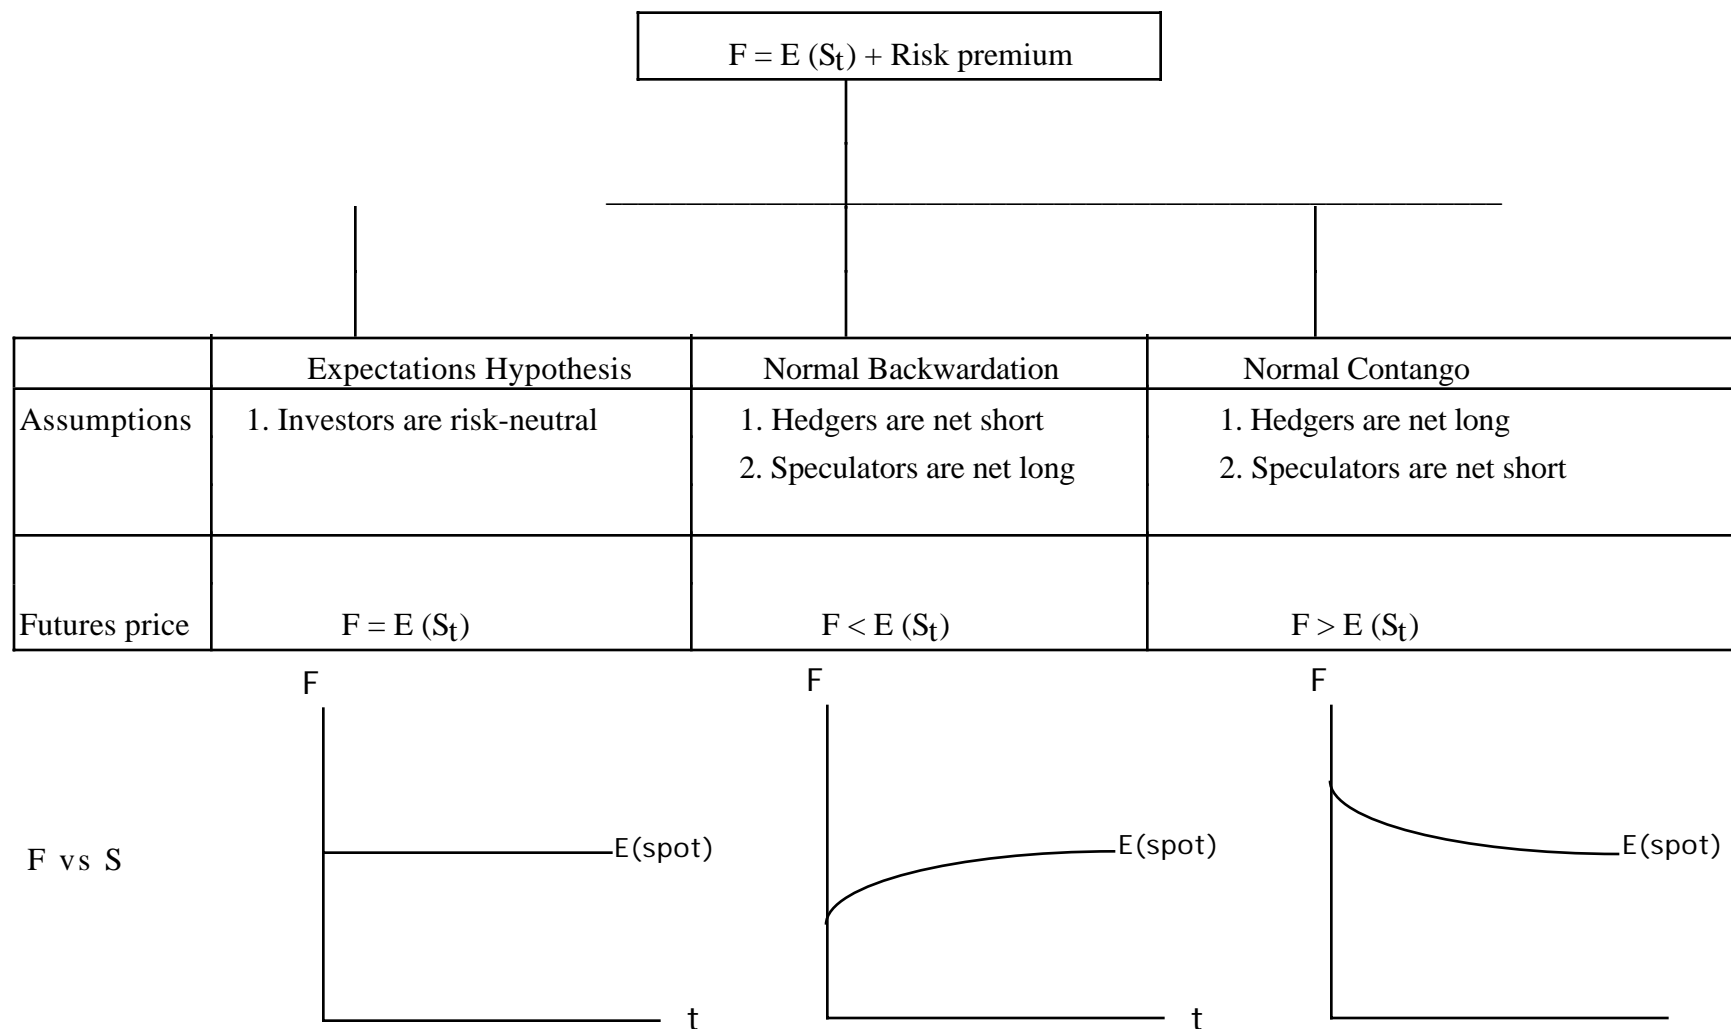 F = E (St) + Risk premium
Expectations Hypothesis Normal Backwardation Normal Contango
Assumptions 1. Investors are risk-neutral 1. Hedgers are net short 1. Hedgers are net long
2. Speculators are net long 2. Speculators are net short
Futures price F = E (St) F < E (St) F > E (St)
F F F
F vs S E(spot) E(spot) E(spot)
t t